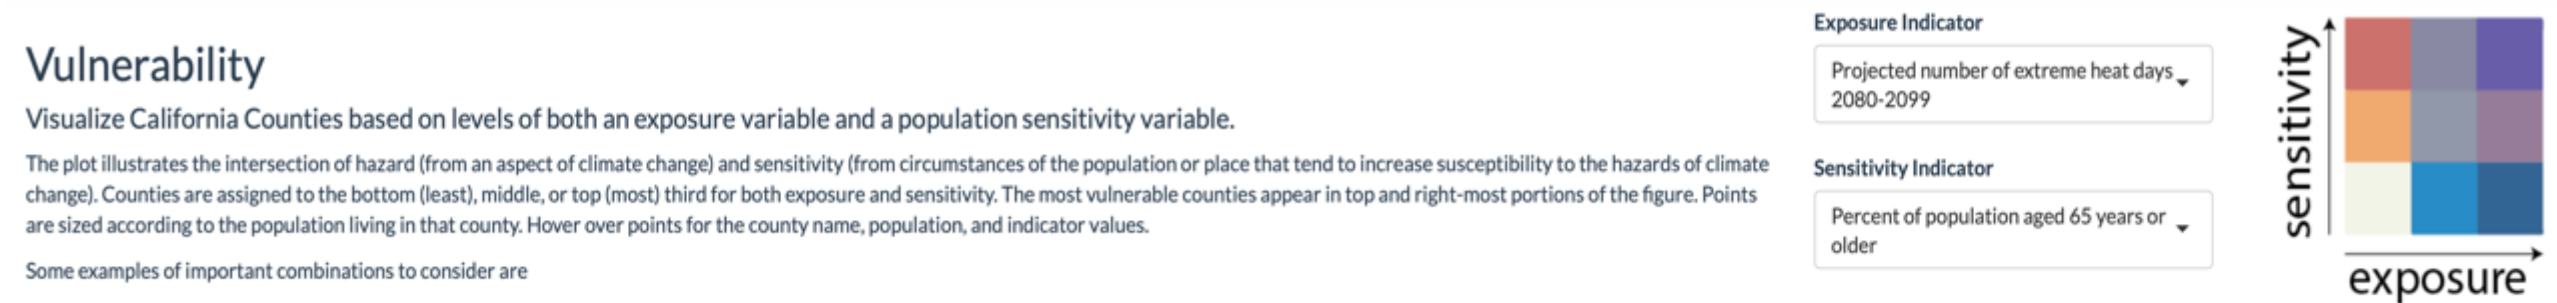 Vulnerability
Visualize California Counties based on levels of both an exposure variable and a population sensitivity variable.
The plot illustrates the intersection of hazard (from an aspect of climate change) and sensitivity (from circumstances of the population or place that tend to increase susceptibility to the hazards of climate
change). Counties are assigned to the bottom (least), middle, or top (most) third for both exposure and sensitivity. The most vulnerable counties appear in top and right-most portions of the figure. Points
are sized according to the population living in that county. Hover over points for the county name, population, and indicator values.
Some examples of important combinations to consider are
Exposure Indicator
Projected number of extreme heat days
2080-2099
Sensitivity Indicator
Percent of population aged 65 years or
older
sensitivity
exposure